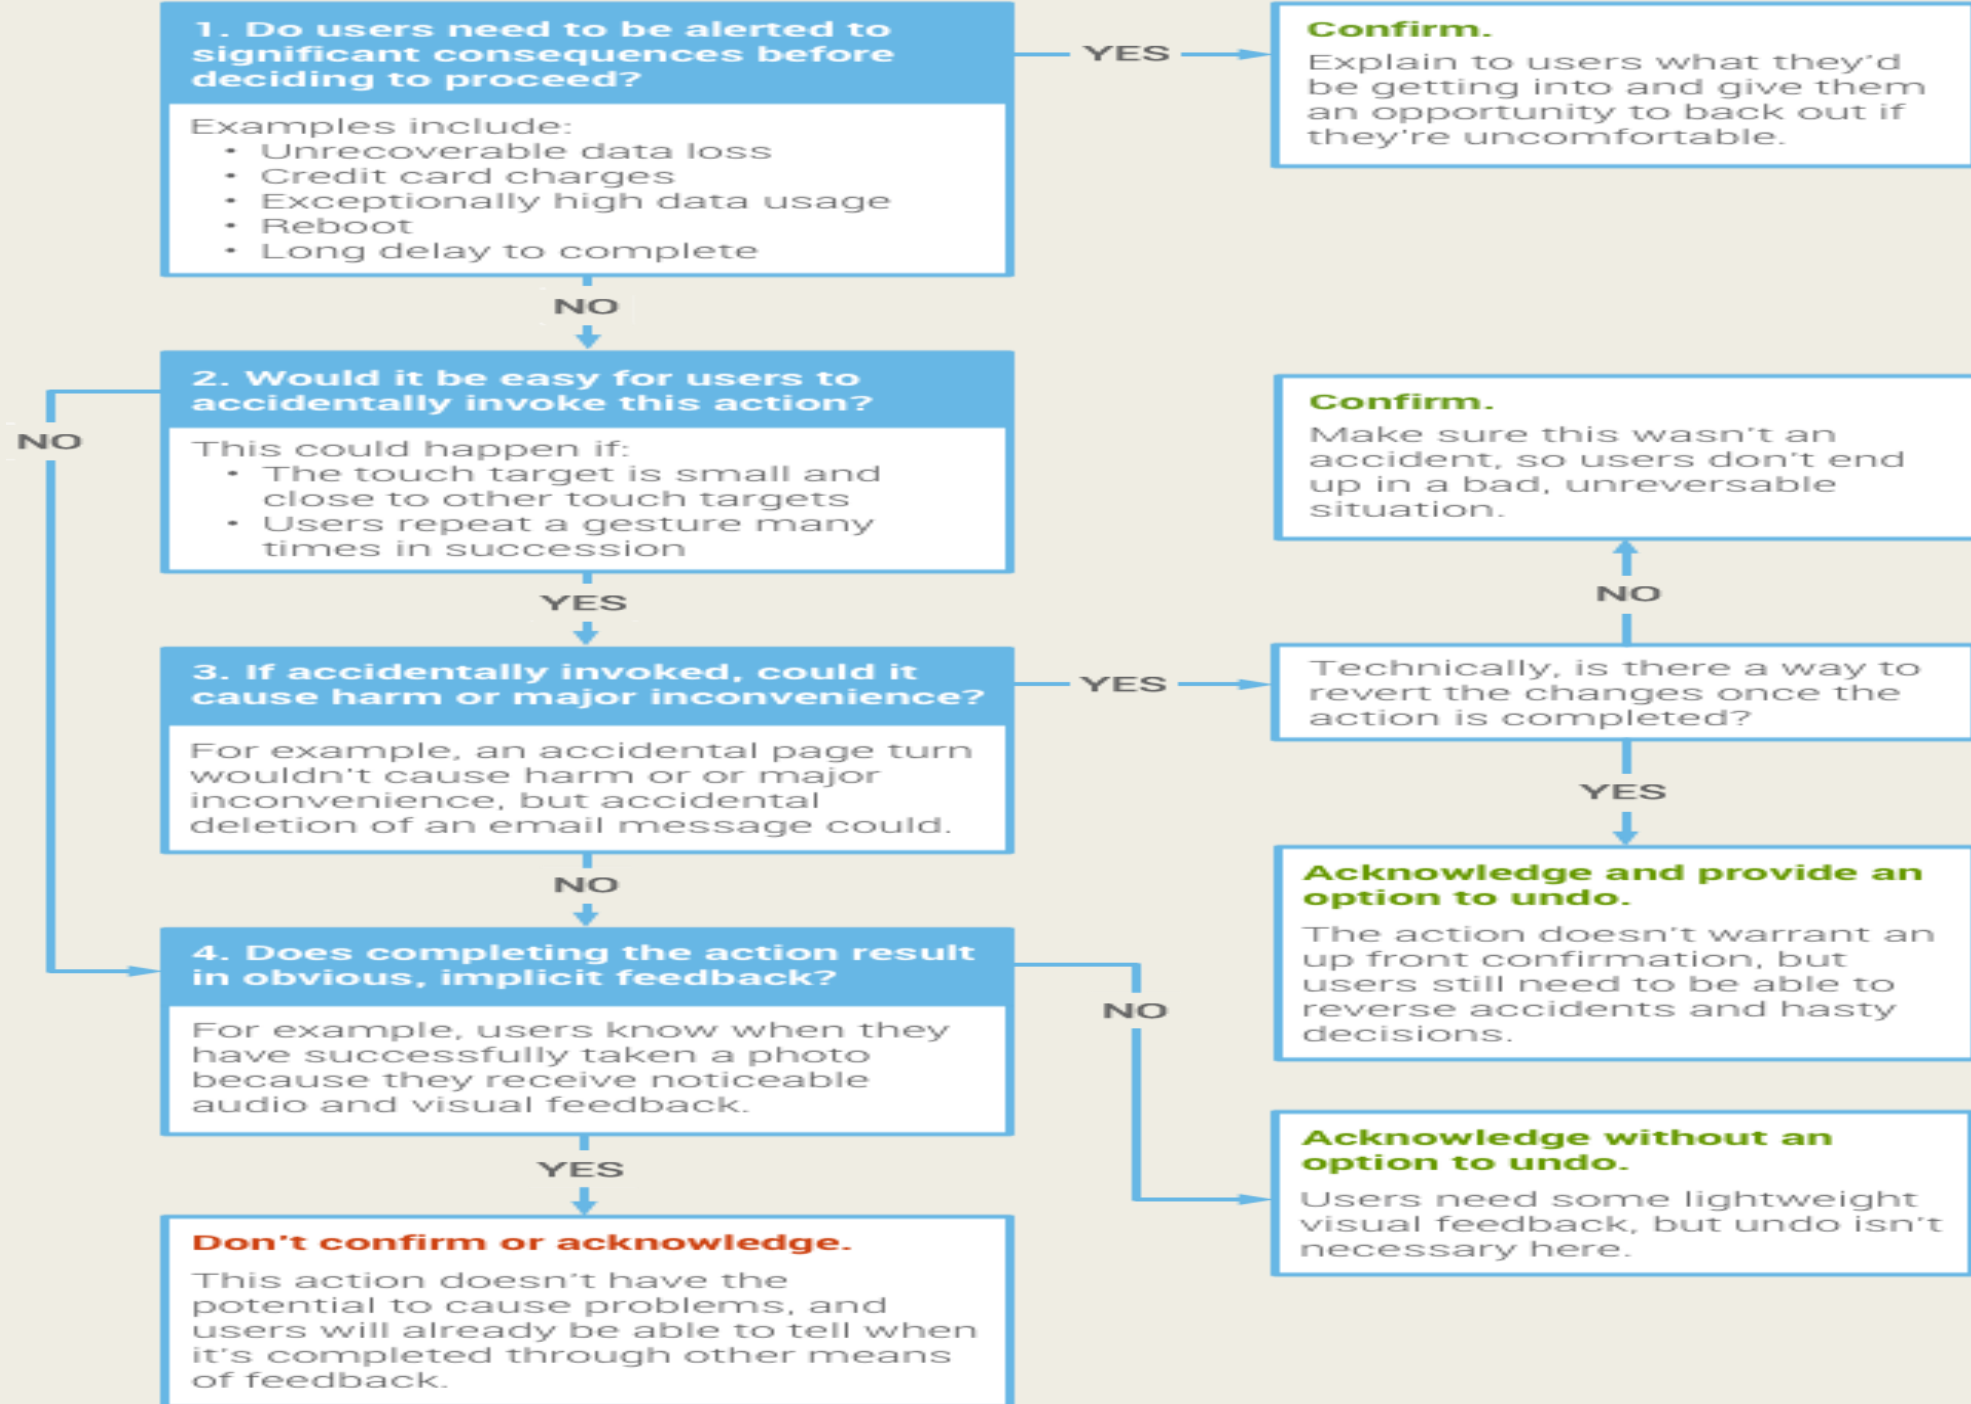 1. Do users need to be alerted to
significant consequences before
deciding to proceed?
Examples include:
• Unrecoverable data loss
• Credit card charges
• Exceptionally high data usage
• Reboot
• Long delay to complete
YES
Confirm.
Explain to users what they'd
be getting into and give them
an opportunity to back out if
they're uncomfortable.
NO
2. Would it be easy for users to
accidentally invoke this action?
This could happen if:
• The touch target is small and
close to other touch targets
• Users repeat a gesture many
times in succession
NO
YES
3. If accidentally invoked, could it
cause harm or major inconvenience?
For example, an accidental page turn
wouldn't cause harm or or major
inconvenience, but accidental
deletion of an email message could.
YES
Technically, is there a way to
revert the changes once the
action is completed?
NO
Confirm.
Make sure this wasn't an
accident, so users don't end
up in a bad, unreversable
situation.
YES
Acknowledge and provide an
option to undo.
The action doesn't warrant an
up front confirmation, but
users still need to be able to
reverse accidents and hasty
decisions.
NO
4. Does completing the action result
in obvious, implicit feedback?
For example, users know when they
have successfully taken a photo
because they receive noticeable
audio and visual feedback.
NO
Acknowledge without an
option to undo.
Users need some lightweight
visual feedback, but undo isn't
necessary here.
YES
Don't confirm or acknowledge.
This action doesn't have the
potential to cause problems, and
users will already be able to tell when
it's completed through other means
of feedback.